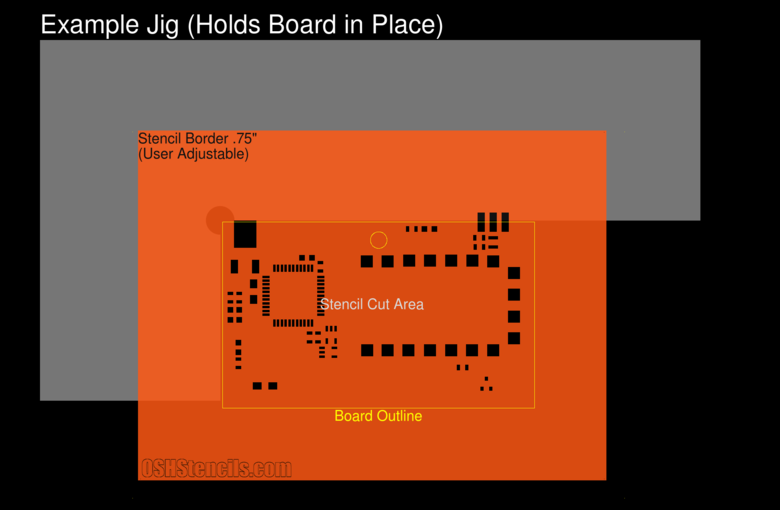 Example Jig (Holds Board in Place)
Stencil Border .75”
(User Adjustable)
Stencil Cut Area
Board Outline
OSHStencils.com